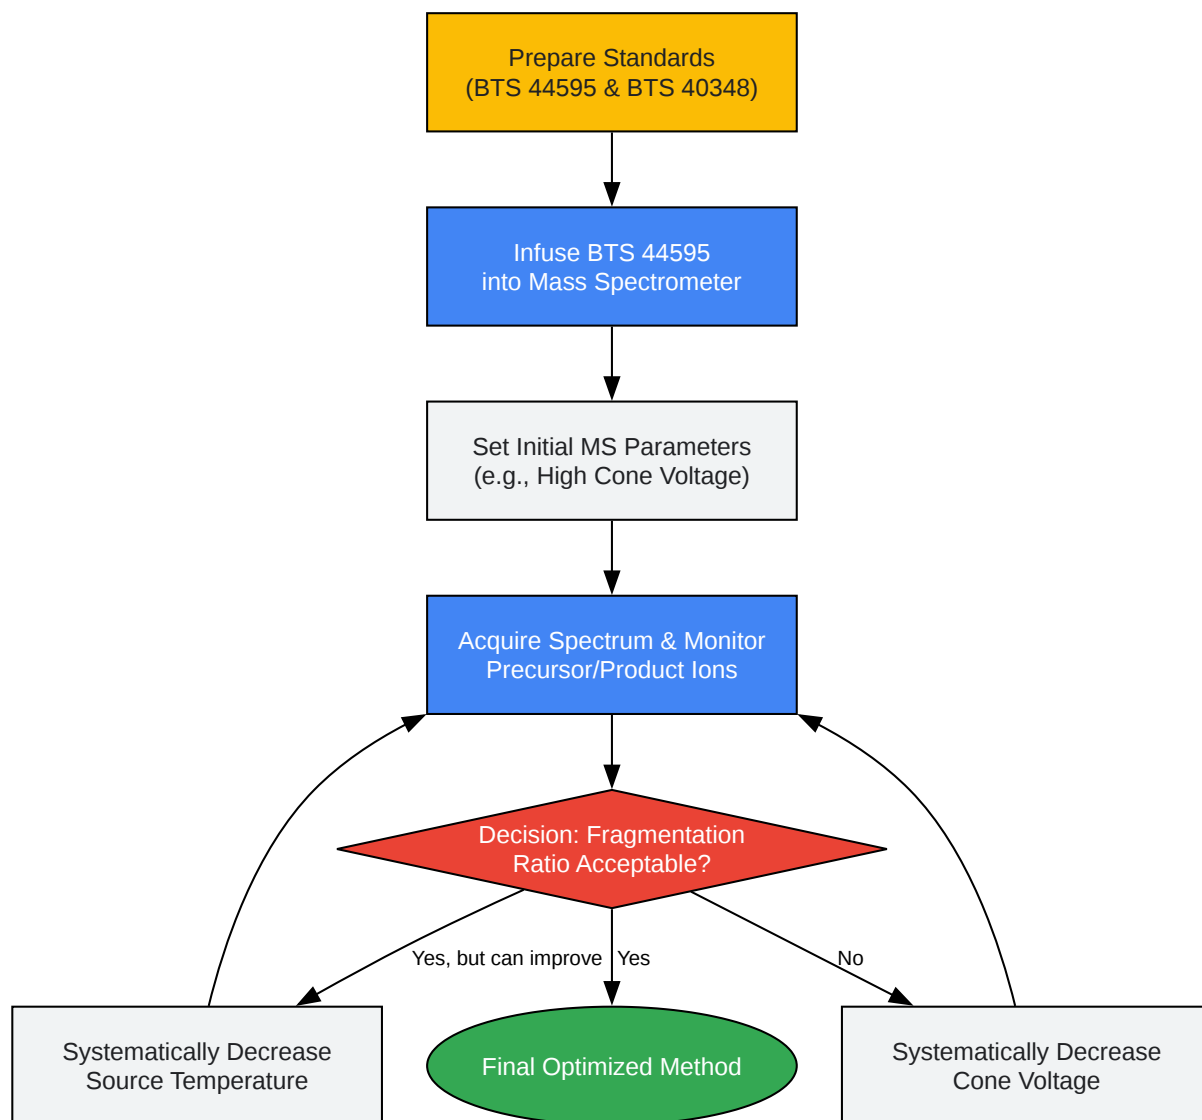 Prepare Standards
(BTS 44595 & BTS 40348)
Infuse BTS 44595
into Mass Spectrometer
Set Initial MS Parameters
(e.g., High Cone Voltage)
Acquire Spectrum & Monitor
Precursor/Product Ions
Decision: Fragmentation
Ratio Acceptable?
Yes, but can improve
Yes
No
Systematically Decrease
Source Temperature
Final Optimized Method
Systematically Decrease
Cone Voltage